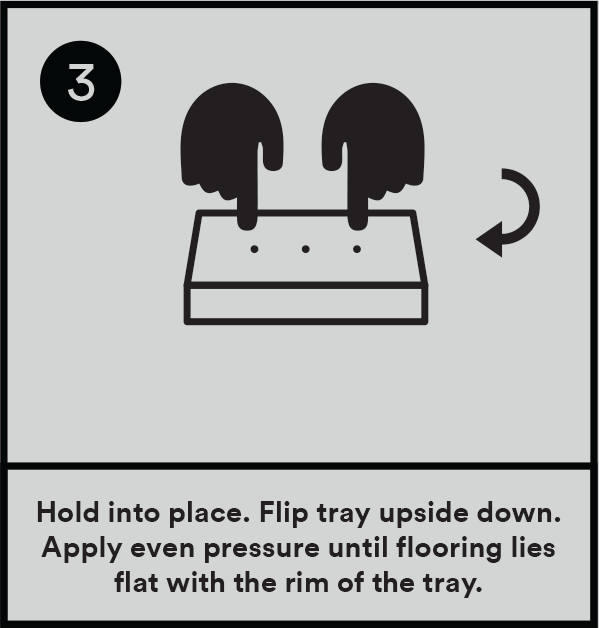 3
Hold into place. Flip tray upside down.
Apply even pressure until flooring lies
flat with the rim of the tray.